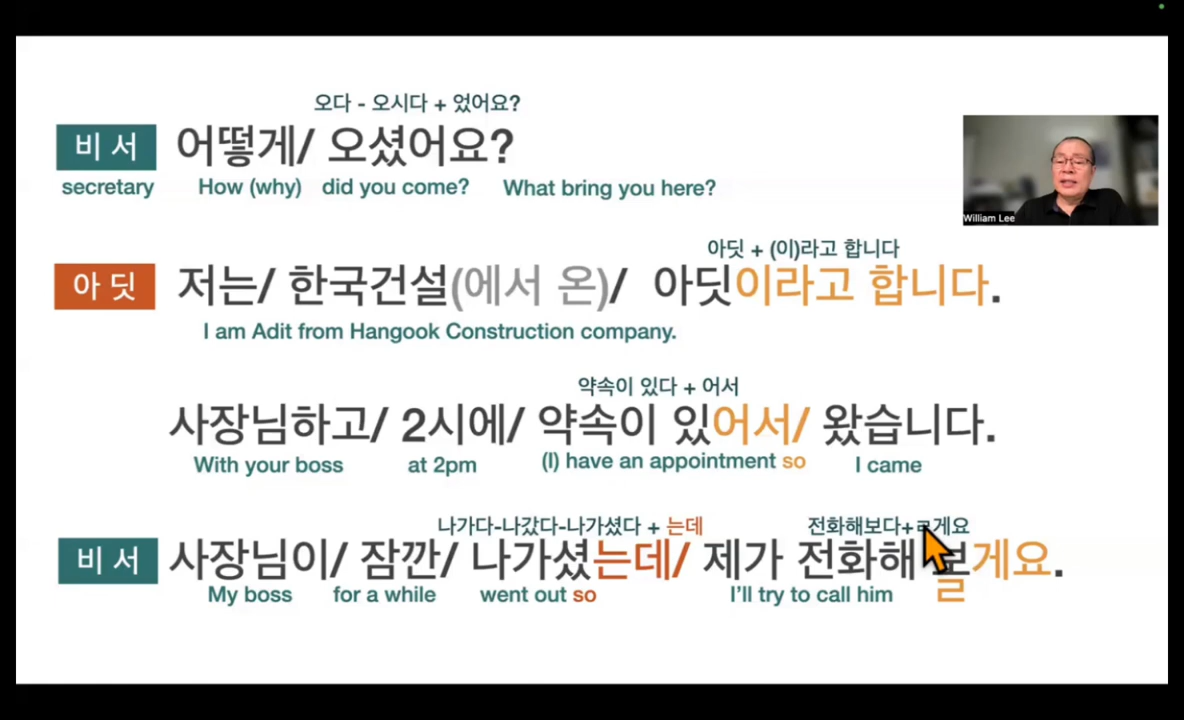 오다 - 오시다 + 었어요?
비 서 어떻게/ 오셨어요?
secretary How (why) did you come? What bring you here?
William Lee
아딧 + (이)라고 합니다
아 딧 저는/ 한국건설(에서 온)/ 아딧이라고 합니다.
I am Adit from Hangook Construction company.
약속이 있다 + 어서
사장님하고/ 2시에/ 약속이 있어서/ 왔습니다.
With your boss at 2pm (I) have an appointment so I came
나가다-나갔다-나가셨다 + 는데 전화해보다+ㄹ게요
비 서 사장님이/ 잠깐/ 나가셨는데/ 제가 전화해 볼게요.
My boss for a while went out so I'll try to call him